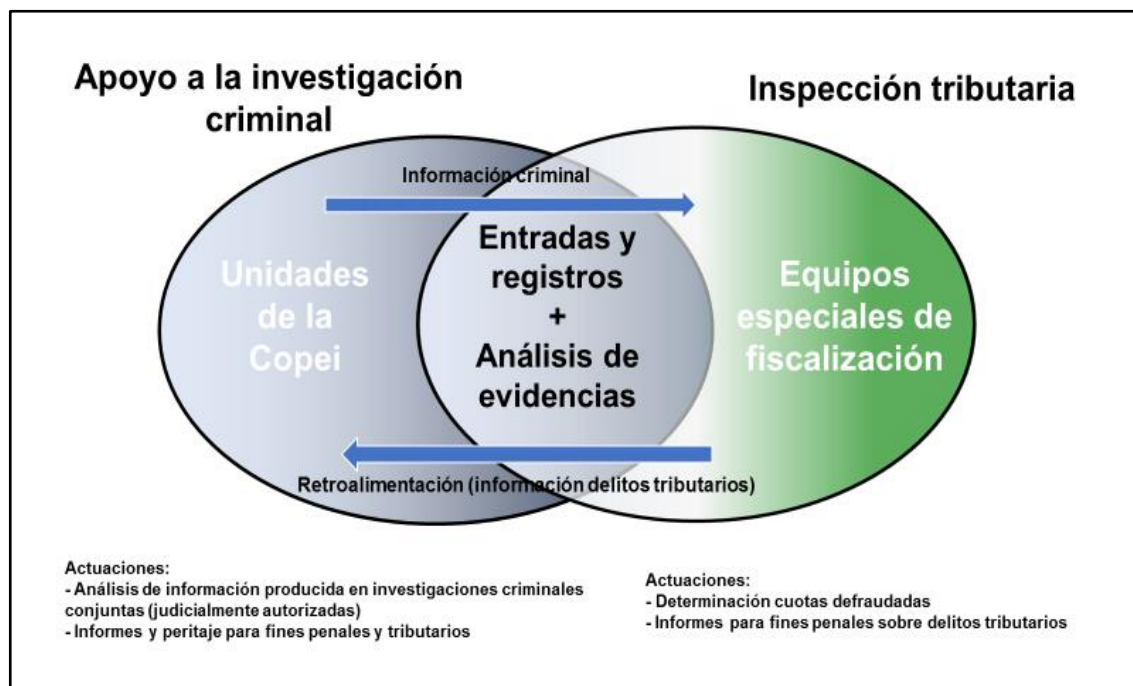 Apoyo a la investigación
criminal
Inspección tributaria
Información criminal
Unidades
de la
Copei
Entradas y
registros
+
Análisis de
evidencias
Equipos
especiales de
fiscalización
Retroalimentación (información delitos tributarios)
Actuaciones:
- Análisis de información producida en investigaciones criminales
conjuntas (judicialmente autorizadas)
- Informes y peritaje para fines penales y tributarios
Actuaciones:
- Determinación cuotas defraudadas
- Informes para fines penales sobre delitos tributarios